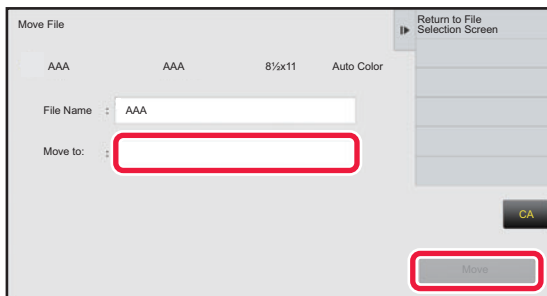 Move File
Return to File
Selection Screen
AAA AAA 8½x11 Auto Color
File Name : AAA
Move to: :
CA
Move